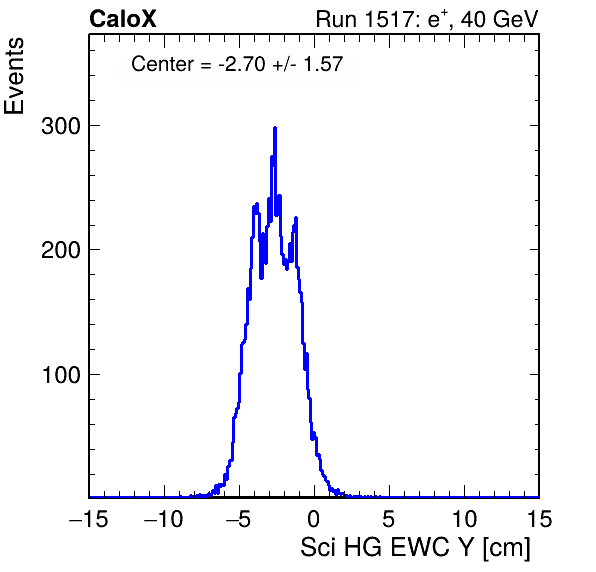 CaloX Run 1517: e⁺, 40 GeV
Events
Center = -2.70 +/- 1.57
300
200
100
−15 −10 −5 0 5 10 15
Sci HG EWC Y [cm]